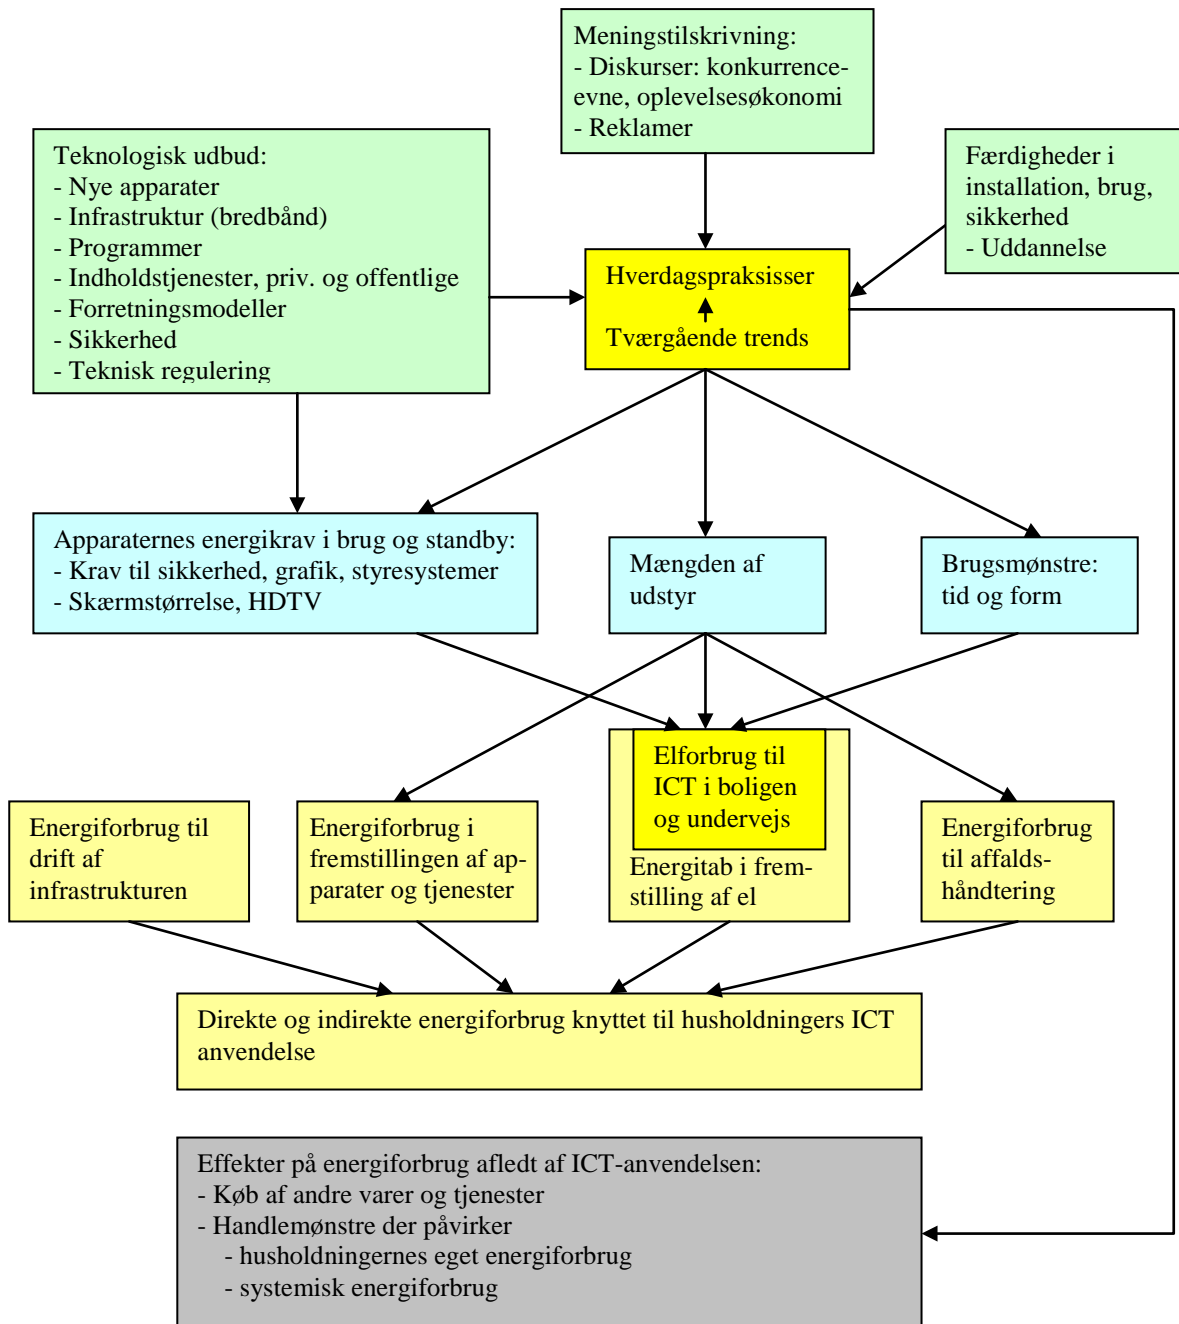 Meningstilskrivning:
- Diskurser: konkurrence-
evne, oplevelsesøkonomi
- Reklamer
Teknologisk udbud:
- Nye apparater
- Infrastruktur (bredbånd)
- Programmer
- Indholdstjenester, priv. og offentlige
- Forretningsmodeller
- Sikkerhed
- Teknisk regulering
Færdigheder i
installation, brug,
sikkerhed
- Uddannelse
Hverdagspraksisser
Tværgående trends
Apparaternes energikrav i brug og standby:
- Krav til sikkerhed, grafik, styresystemer
- Skærmstørrelse, HDTV
Mængden af
udstyr
Brugsmønstre:
tid og form
Energiforbrug til
drift af
infrastrukturen
Energiforbrug i
fremstillingen af ap-
parater og tjenester
Elforbrug til
ICT i boligen
og undervejs
Energitab i frem-
stilling af el
Energiforbrug
til affalds-
håndtering
Direkte og indirekte energiforbrug knyttet til husholdningers ICT
anvendelse
Effekter på energiforbrug afledt af ICT-anvendelsen:
- Køb af andre varer og tjenester
- Handlemønstre der påvirker
- husholdningernes eget energiforbrug
- systemisk energiforbrug